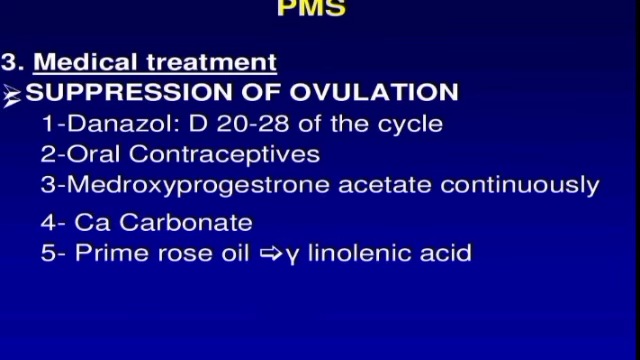 PMS
3. Medical treatment
➢SUPPRESSION OF OVULATION
1-Danazol: D 20-28 of the cycle
2-Oral Contraceptives
3-Medroxyprogestrone acetate continuously
4- Ca Carbonate
5- Prime rose oil ⇨γ linolenic acid